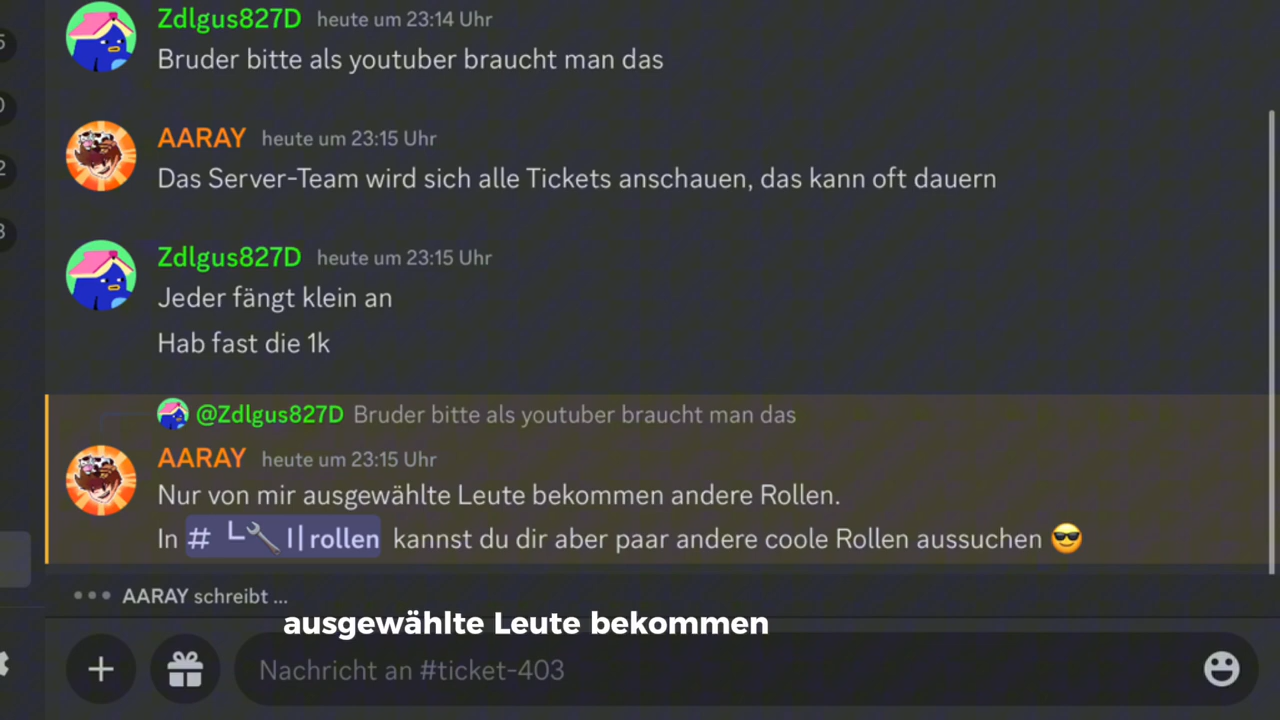 Zdlgus827D heute um 23:14 Uhr
Bruder bitte als youtuber braucht man das
AARAY heute um 23:15 Uhr
Das Server-Team wird sich alle Tickets anschauen, das kann oft dauern
Zdlgus827D heute um 23:15 Uhr
Jeder fängt klein an
Hab fast die 1k
@Zdlgus827D Bruder bitte als youtuber braucht man das
AARAY heute um 23:15 Uhr
Nur von mir ausgewählte Leute bekommen andere Rollen.
In # └🔧 l|rollen kannst du dir aber paar andere coole Rollen aussuchen 😎
AARAY schreibt ...
ausgewählte Leute bekommen
Nachricht an #ticket-403